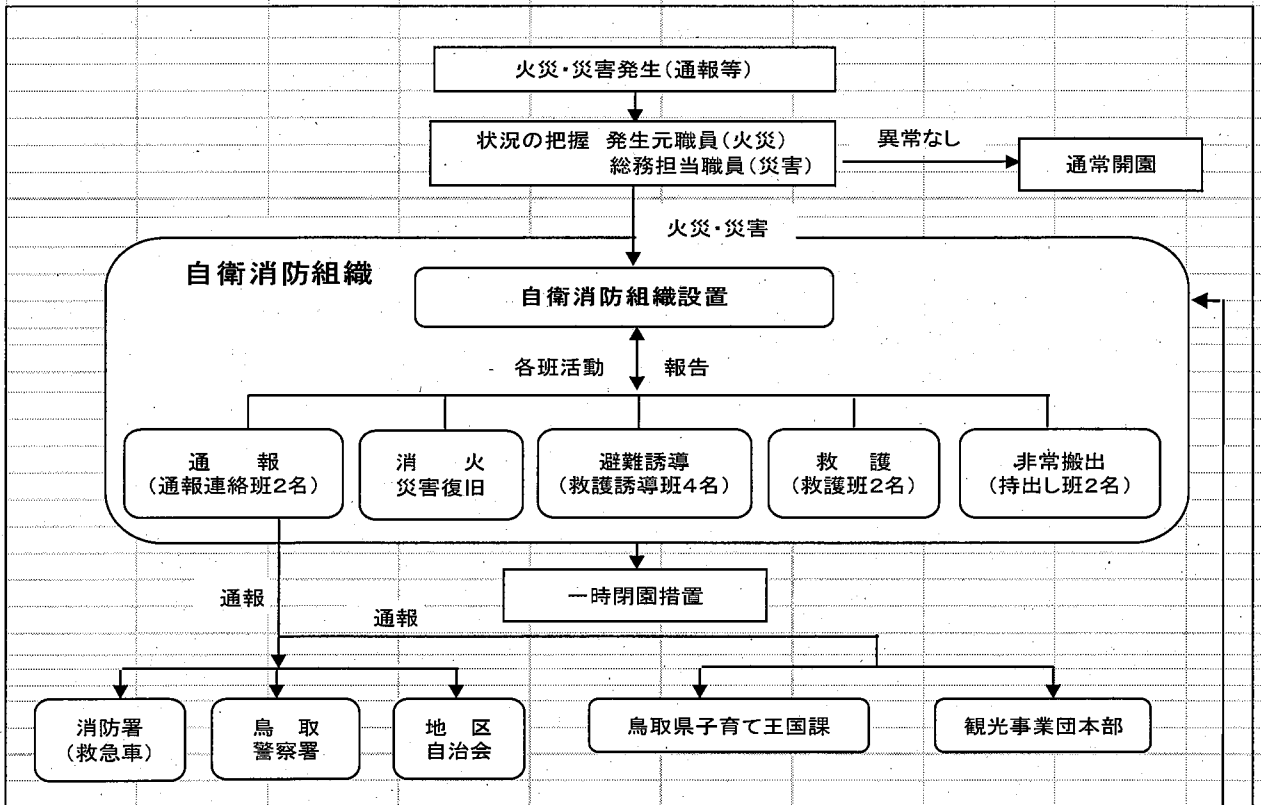 火災・災害発生(通報等)
状況の把握 発生元職員(火災)
総務担当職員(災害)
異常なし
通常開園
火災・災害
自衛消防組織
自衛消防組織設置
各班活動
報告
通 報
(通報連絡班2名)
消 火
災害復旧
避難誘導
(救護誘導班4名)
救 護
(救護班2名)
非常搬出
(持出し班2名)
一時閉園措置
通報
通報
消防署
(救急車)
鳥 取
警察署
地 区
自治会
鳥取県子育て王国課
観光事業団本部